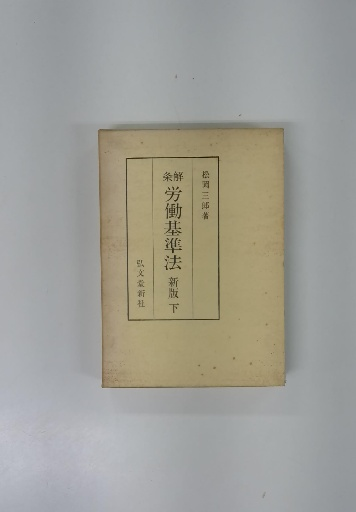 松岡三郎著
条解
労働基準法 新版 下
弘文堂新社